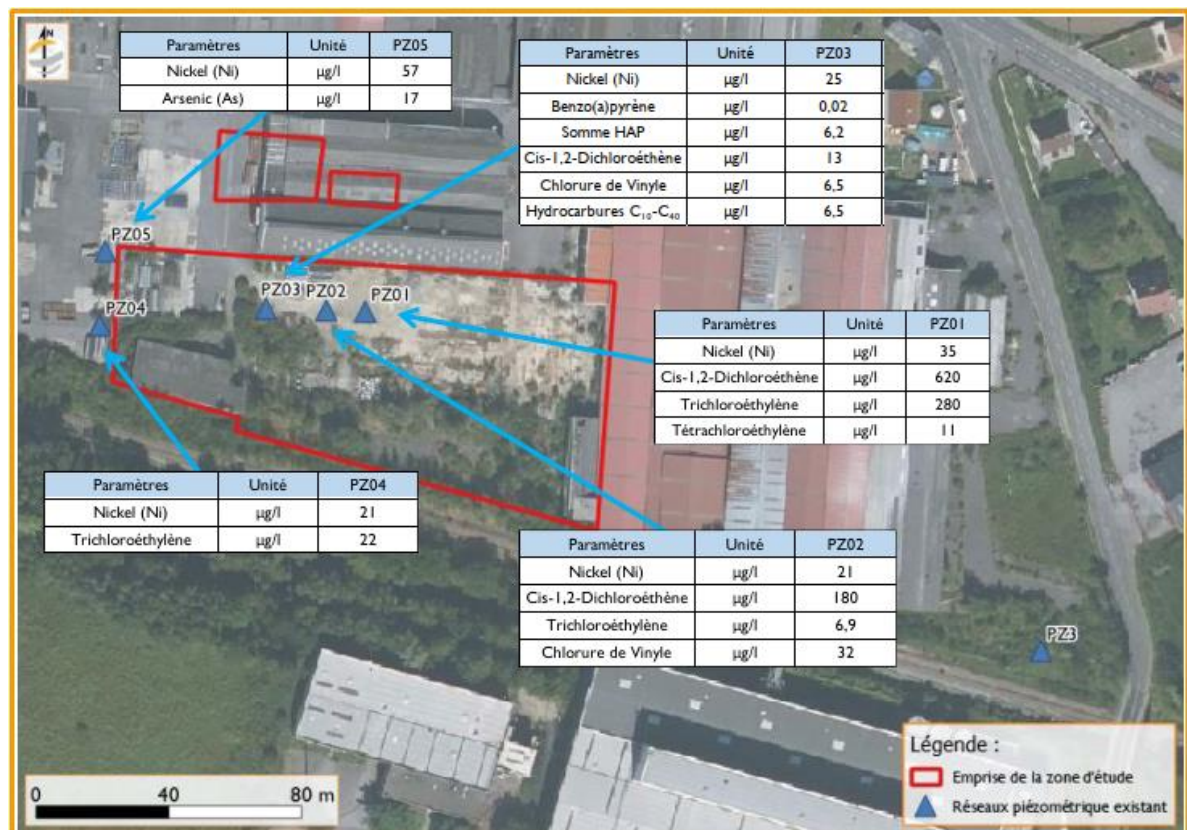 N
Paramètres Unité PZ05
Nickel (Ni) µg/l 57
Arsenic (As) µg/l 17
Paramètres Unité PZ03
Nickel (Ni) µg/l 25
Benzo(a)pyrène µg/l 0,02
Somme HAP µg/l 6,2
Cis-1,2-Dichloroéthène µg/l 13
Chlorure de Vinyle µg/l 6,5
Hydrocarbures C₁₀-C₄₀ µg/l 6,5
PZ05
PZ04
PZ03
PZ02
PZ01
Paramètres Unité PZ01
Nickel (Ni) µg/l 35
Cis-1,2-Dichloroéthène µg/l 620
Trichloroéthylène µg/l 280
Tétrachloroéthylène µg/l 11
Paramètres Unité PZ04
Nickel (Ni) µg/l 21
Trichloroéthylène µg/l 22
Paramètres Unité PZ02
Nickel (Ni) µg/l 21
Cis-1,2-Dichloroéthène µg/l 180
Trichloroéthylène µg/l 6,9
Chlorure de Vinyle µg/l 32
PZ3
Légende :
Emprise de la zone d'étude
Réseaux piézométrique existant
0 40 80 m